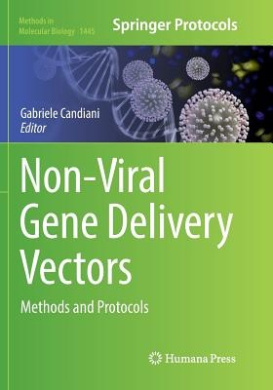 Methods in
Molecular Biology 1445
Springer Protocols
Gabriele Candiani
Editor
Non-Viral
Gene Delivery
Vectors
Methods and Protocols
Humana Press